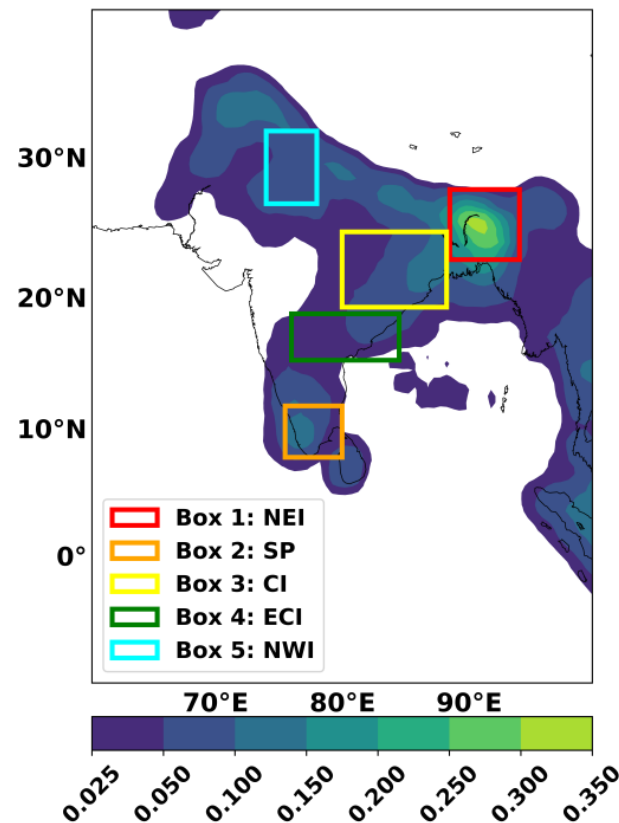 30°N
20°N
10°N
0°
Box 1: NEI
Box 2: SP
Box 3: CI
Box 4: ECI
Box 5: NWI
70°E 80°E 90°E
0.025 0.050 0.100 0.150 0.200 0.250 0.300 0.350